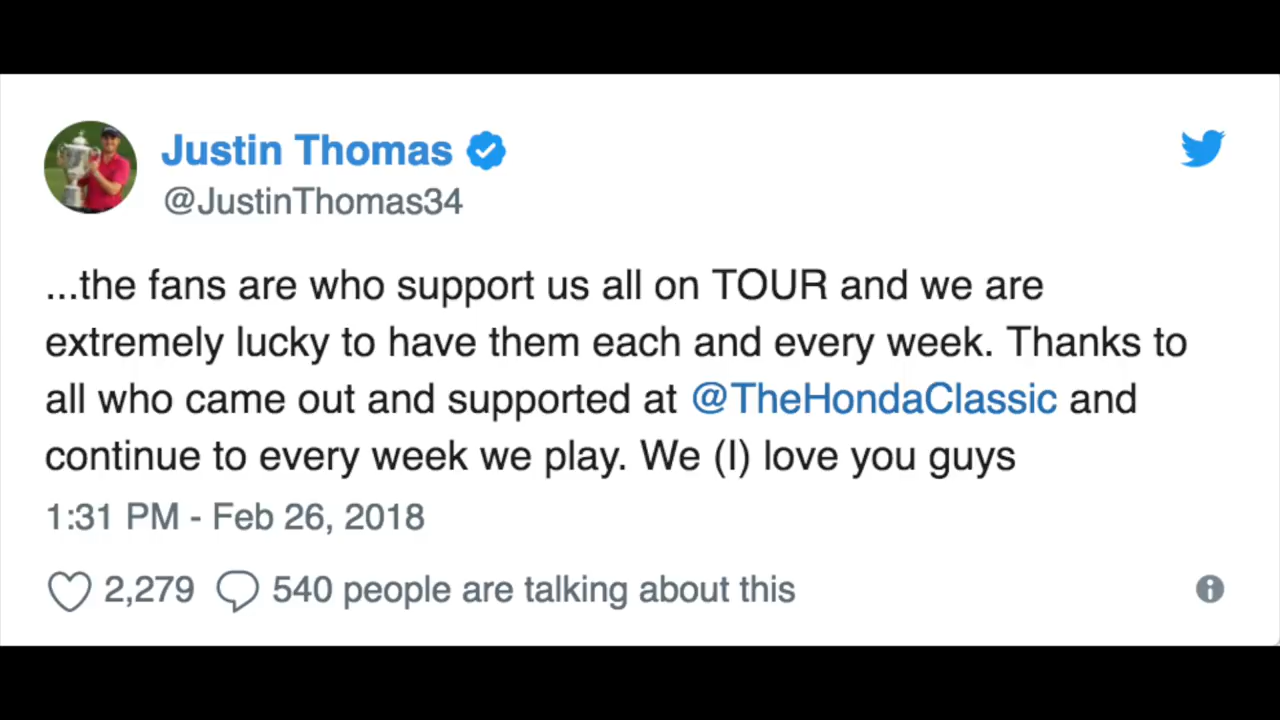 Justin Thomas
@JustinThomas34
...the fans are who support us all on TOUR and we are
extremely lucky to have them each and every week. Thanks to
all who came out and supported at @TheHondaClassic and
continue to every week we play. We (I) love you guys
1:31 PM - Feb 26, 2018
2,279 540 people are talking about this